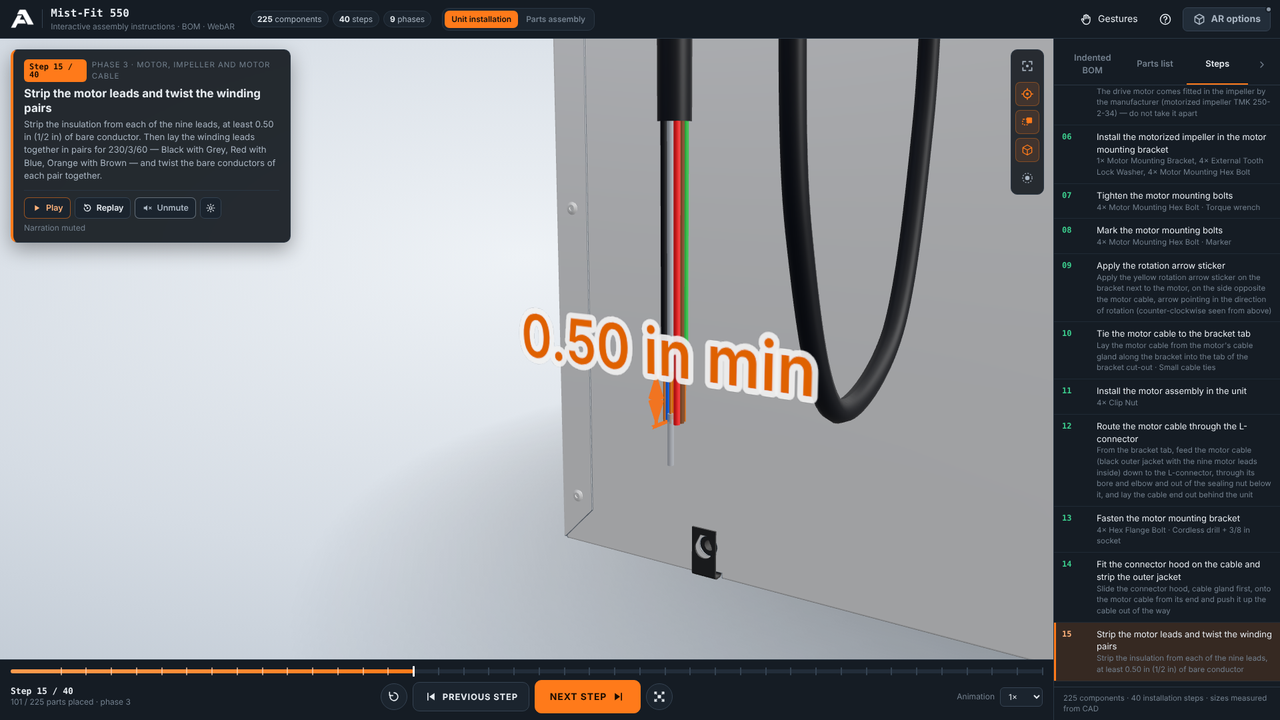 Mist-Fit 550
Interactive assembly instructions · BOM · WebAR
225 components
40 steps
9 phases
Unit installation
Parts assembly
Gestures
AR options
Step 15 / 40
PHASE 3 · MOTOR, IMPELLER AND MOTOR CABLE
Strip the motor leads and twist the winding
pairs
Strip the insulation from each of the nine leads, at least 0.50
in (1/2 in) of bare conductor. Then lay the winding leads
together in pairs for 230/3/60 — Black with Grey, Red with
Blue, Orange with Brown — and twist the bare conductors of
each pair together.
Play
Replay
Unmute
Narration muted
0.50 in min
Indented BOM
Parts list
Steps
The drive motor comes fitted in the impeller by
the manufacturer (motorized impeller TMK 250-
2-34) — do not take it apart
06
Install the motorized impeller in the motor
mounting bracket
1× Motor Mounting Bracket, 4× External Tooth
Lock Washer, 4× Motor Mounting Hex Bolt
07
Tighten the motor mounting bolts
4× Motor Mounting Hex Bolt · Torque wrench
08
Mark the motor mounting bolts
4× Motor Mounting Hex Bolt · Marker
09
Apply the rotation arrow sticker
Apply the yellow rotation arrow sticker on the
bracket next to the motor, on the side opposite
the motor cable, arrow pointing in the direction
of rotation (counter-clockwise seen from above)
10
Tie the motor cable to the bracket tab
Lay the motor cable from the motor's cable
gland along the bracket into the tab of the
bracket cut-out · Small cable ties
11
Install the motor assembly in the unit
4× Clip Nut
12
Route the motor cable through the L-
connector
From the bracket tab, feed the motor cable
(black outer jacket with the nine motor leads
inside) down to the L-connector, through its
bore and elbow and out of the sealing nut below
it, and lay the cable end out behind the unit
13
Fasten the motor mounting bracket
4× Hex Flange Bolt · Cordless drill + 3/8 in
socket
14
Fit the connector hood on the cable and
strip the outer jacket
Slide the connector hood, cable gland first, onto
the motor cable from its end and push it up the
cable out of the way
15
Strip the motor leads and twist the winding
pairs
Strip the insulation from each of the nine leads,
at least 0.50 in (1/2 in) of bare conductor
225 components · 40 installation steps · sizes measured
from CAD
Step 15 / 40
101 / 225 parts placed · phase 3
PREVIOUS STEP
NEXT STEP
Animation
1×